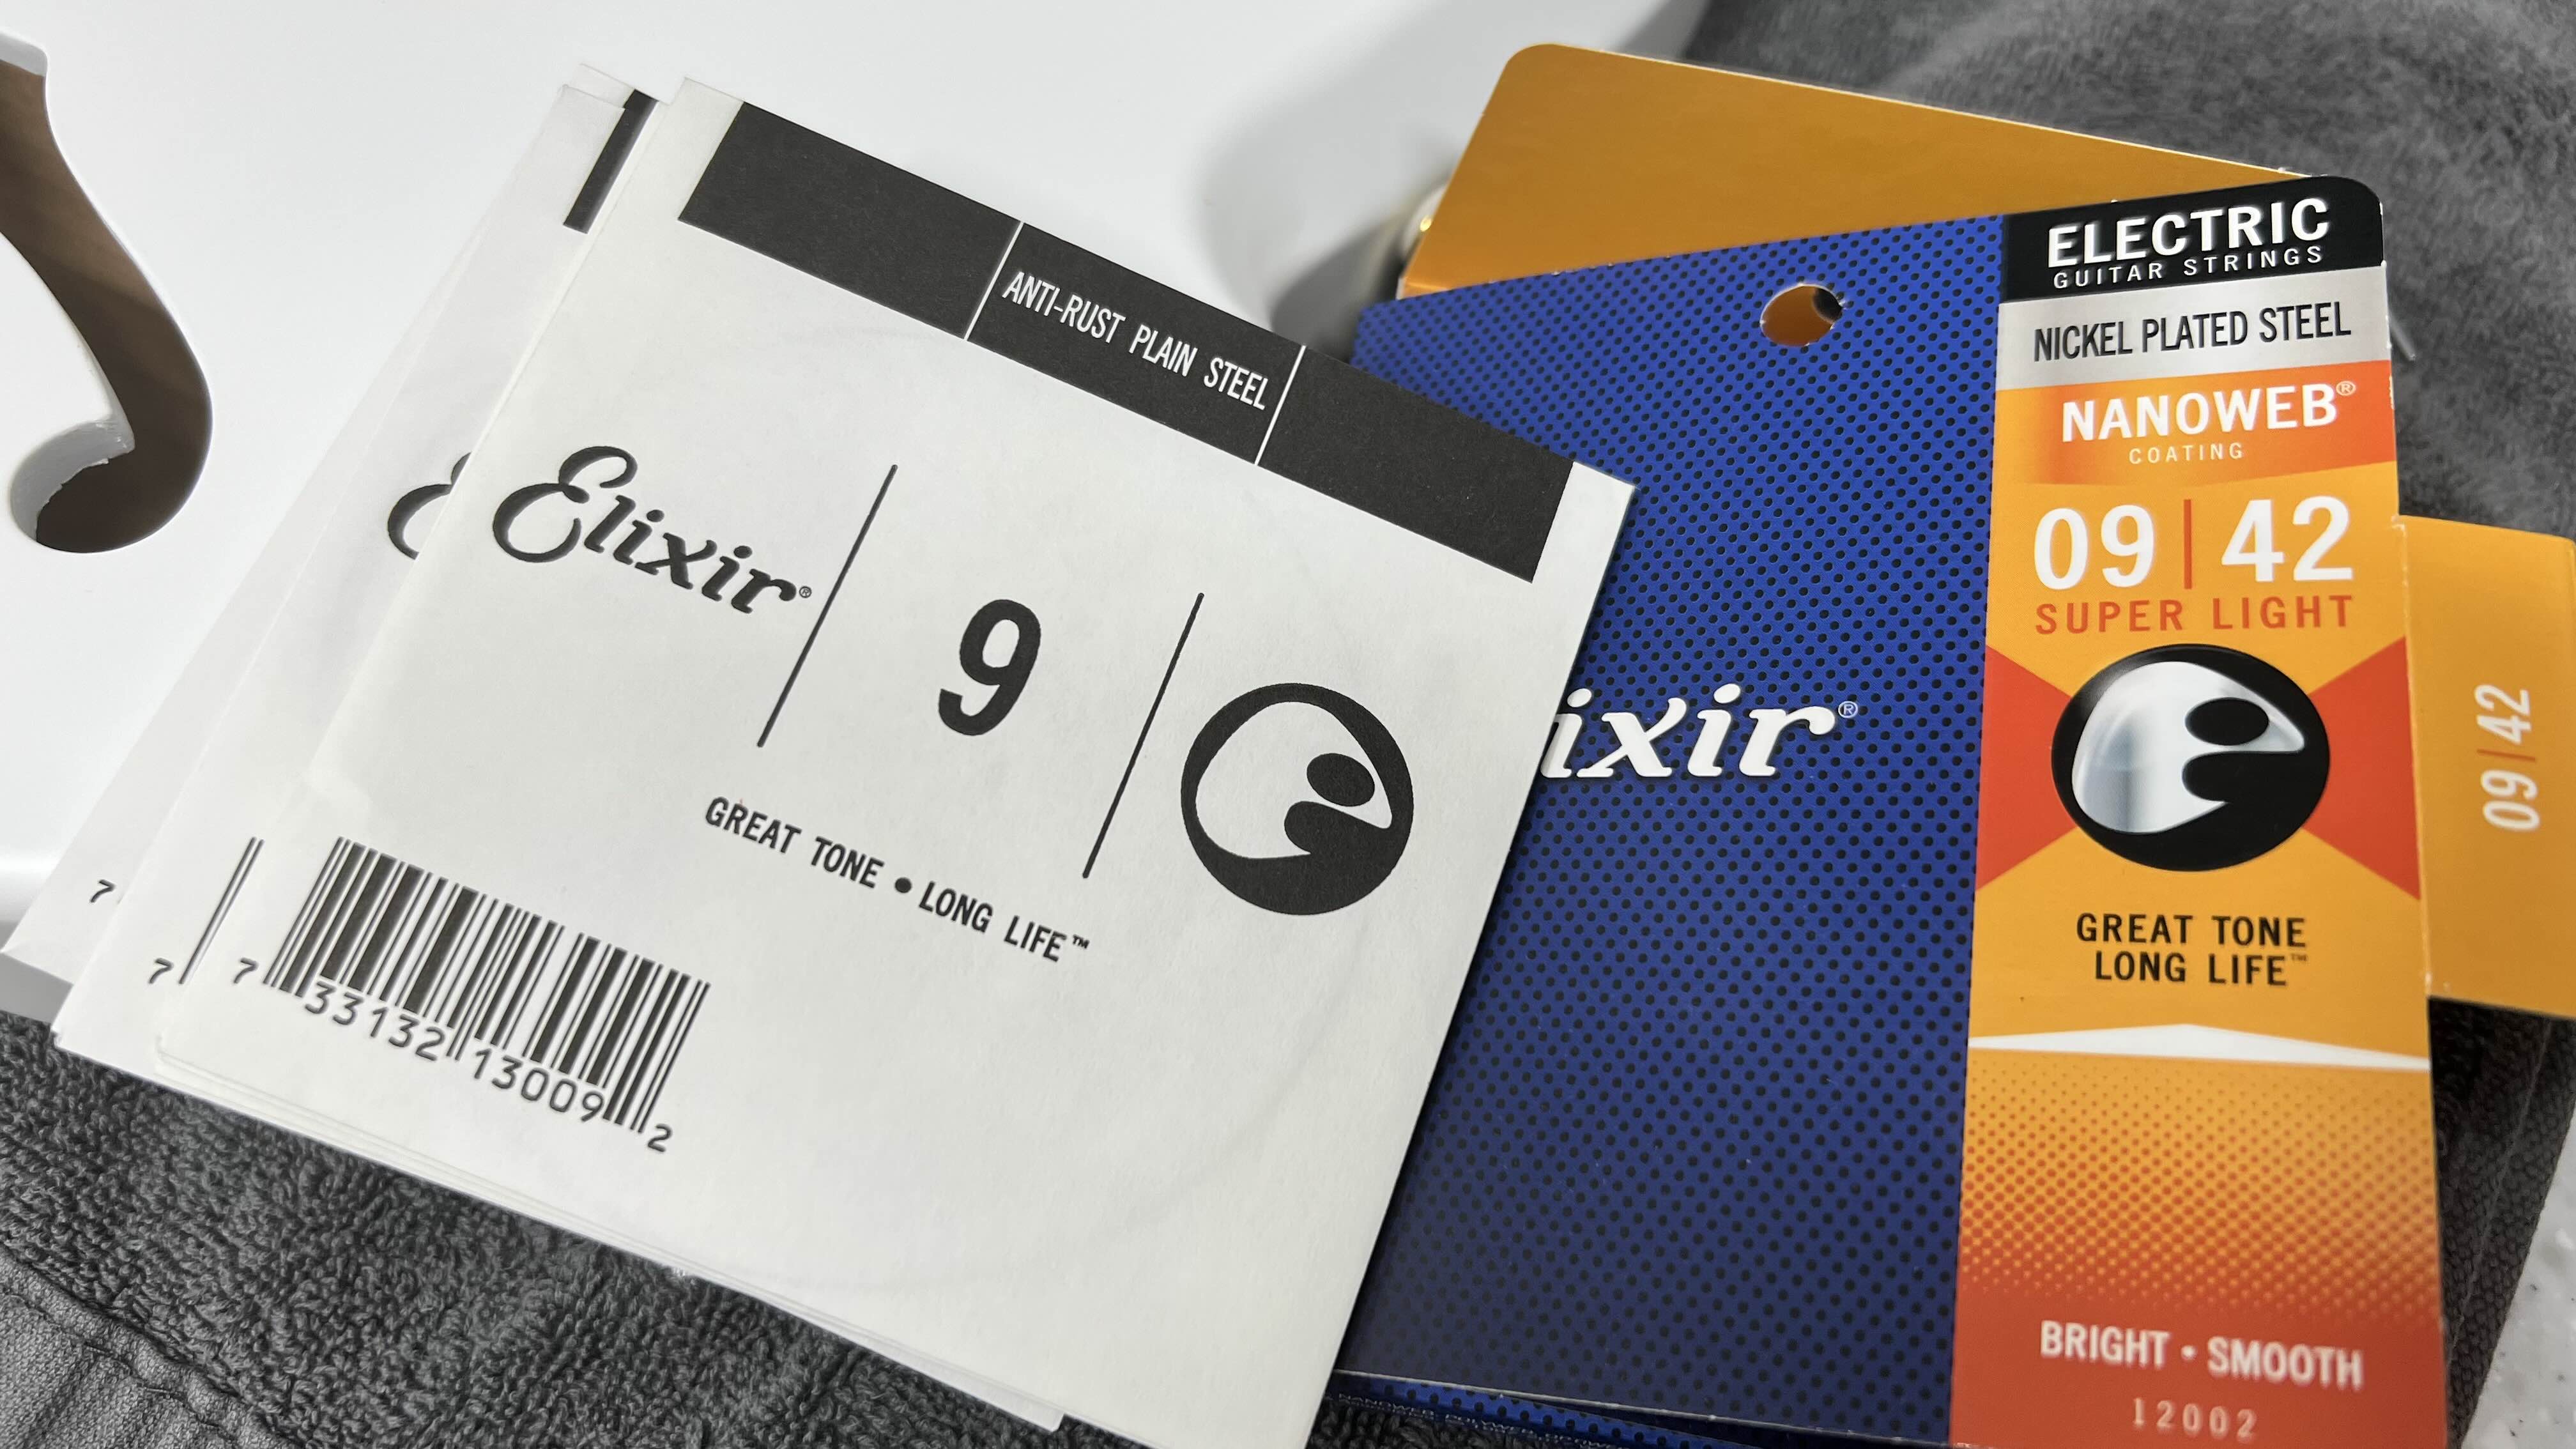 ANTI-RUST PLAIN STEEL
Elixir®
9
GREAT TONE • LONG LIFE™
7 33132 13009 2
7
7
ELECTRIC
GUITAR STRINGS
NICKEL PLATED STEEL
NANOWEB®
COATING
09|42
SUPER LIGHT
ixir®
GREAT TONE
LONG LIFE™
BRIGHT • SMOOTH
12002
09|42